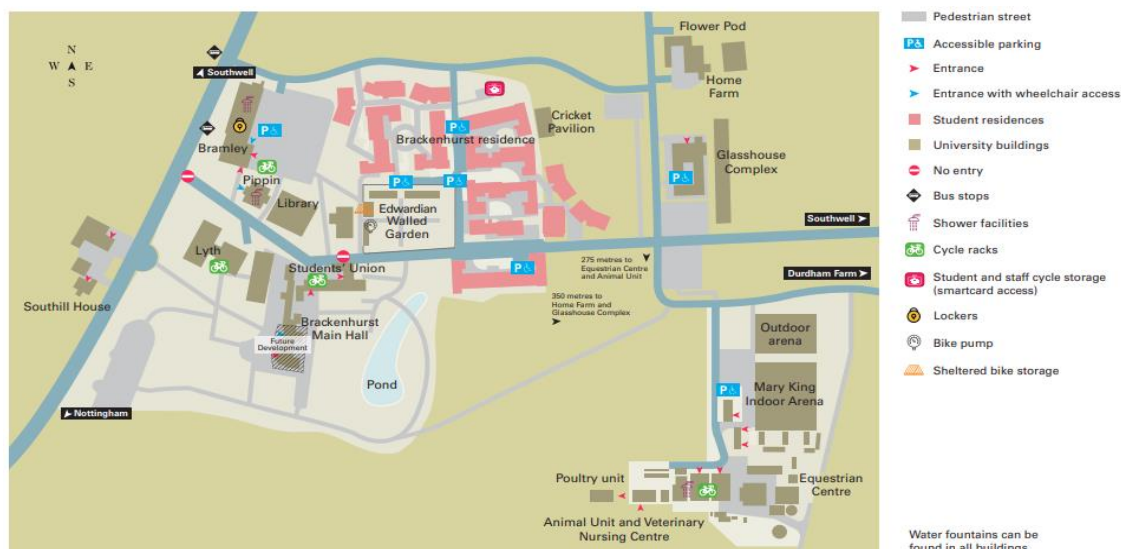 N
W E
S
Southwell
Bramley
Pippin
Library
Lyth
Southill House
Nottingham
Students' Union
Brackenhurst
Main Hall
Future
Development
Pond
Edwardian
Walled
Garden
Brackenhurst residence
Cricket
Pavilion
Flower Pod
Home
Farm
Glasshouse
Complex
P
P
P
P
P
P
P
Southwell
275 metres to
Equestrian Centre
and Animal Unit
Durdham Farm
350 metres to
Home Farm and
Glasshouse Complex
Outdoor
arena
P
Mary King
Indoor Arena
Poultry unit
Equestrian
Centre
Animal Unit and Veterinary
Nursing Centre
Pedestrian street
P Accessible parking
Entrance
Entrance with wheelchair access
Student residences
University buildings
No entry
Bus stops
Shower facilities
Cycle racks
Student and staff cycle storage
(smartcard access)
Lockers
Bike pump
Sheltered bike storage
Water fountains can be
found in all buildings